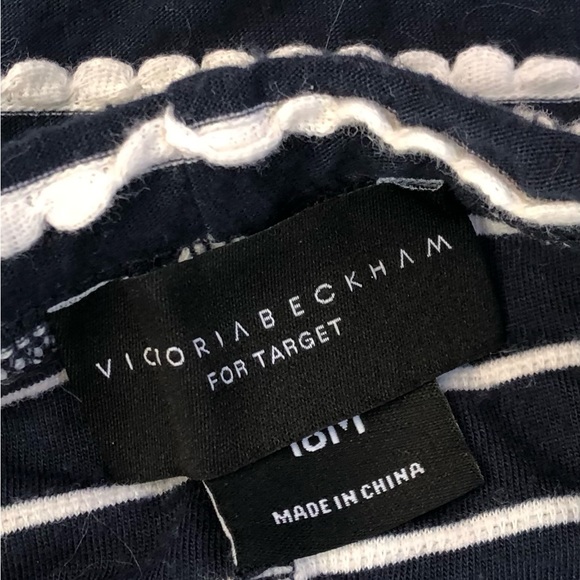 VICTORIA BECKHAM
FOR TARGET
18M
MADE IN CHINA